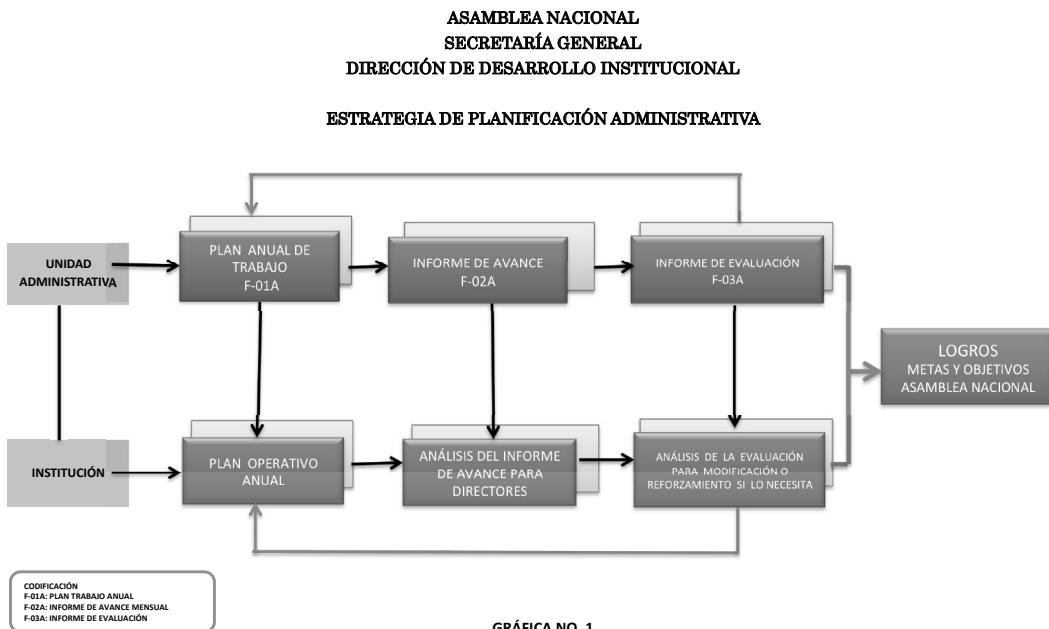 ASAMBLEA NACIONAL
SECRETARÍA GENERAL
DIRECCIÓN DE DESARROLLO INSTITUCIONAL
ESTRATEGIA DE PLANIFICACIÓN ADMINISTRATIVA
UNIDAD
ADMINISTRATIVA
PLAN ANUAL DE
TRABAJO
F-01A
INFORME DE AVANCE
F-02A
INFORME DE EVALUACIÓN
F-03A
LOGROS
METAS Y OBJETIVOS
ASAMBLEA NACIONAL
INSTITUCIÓN
PLAN OPERATIVO
ANUAL
ANÁLISIS DEL INFORME
DE AVANCE PARA
DIRECTORES
ANÁLISIS DE LA EVALUACIÓN
PARA MODIFICACIÓN O
REFORZAMIENTO SI LO NECESITA
CODIFICACIÓN
F-01A: PLAN TRABAJO ANUAL
F-02A: INFORME DE AVANCE MENSUAL
F-03A: INFORME DE EVALUACIÓN
GRÁFICA NO. 1